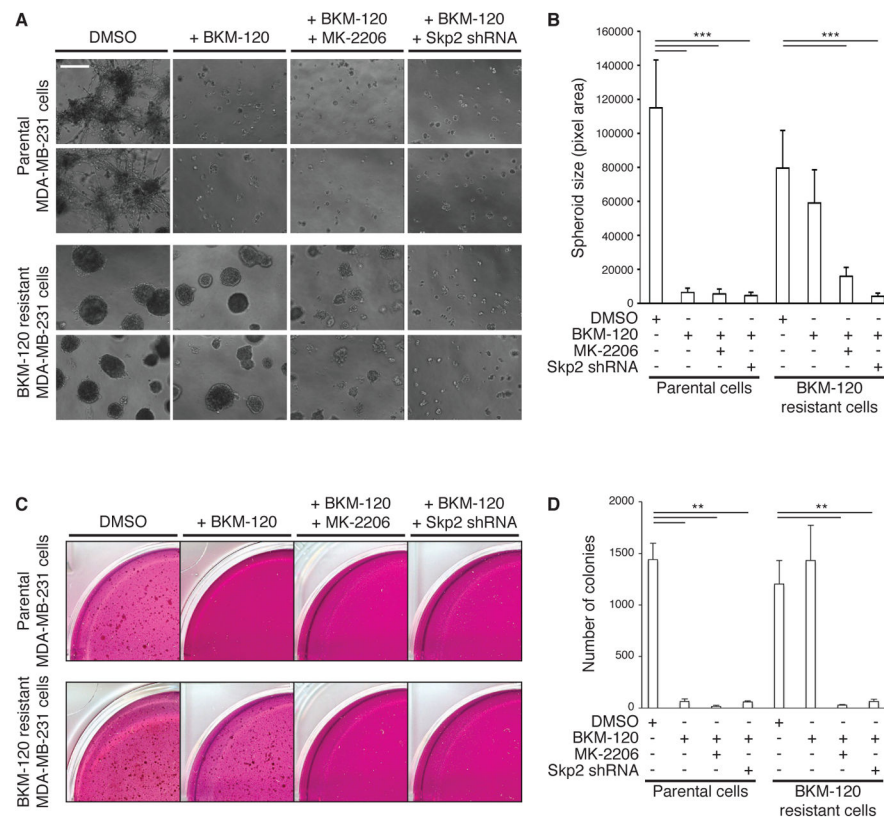 A
DMSO
+ BKM-120
+ BKM-120
+ MK-2206
+ BKM-120
+ Skp2 shRNA
Parental
MDA-MB-231 cells
BKM-120 resistant
MDA-MB-231 cells
B
Spheroid size (pixel area)
160000
140000
120000
100000
80000
60000
40000
20000
0
*** ***
DMSO + - - - + - - -
BKM-120 - + + + - + + +
MK-2206 - - + - - - + -
Skp2 shRNA - - - + - - - +
Parental cells
BKM-120
resistant cells
C
DMSO
+ BKM-120
+ BKM-120
+ MK-2206
+ BKM-120
+ Skp2 shRNA
Parental
MDA-MB-231 cells
BKM-120 resistant
MDA-MB-231 cells
D
Number of colonies
2000
1500
1000
500
0
** **
DMSO + - - - + - - -
BKM-120 - + + + - + + +
MK-2206 - - + - - - + -
Skp2 shRNA - - - + - - - +
Parental cells
BKM-120
resistant cells